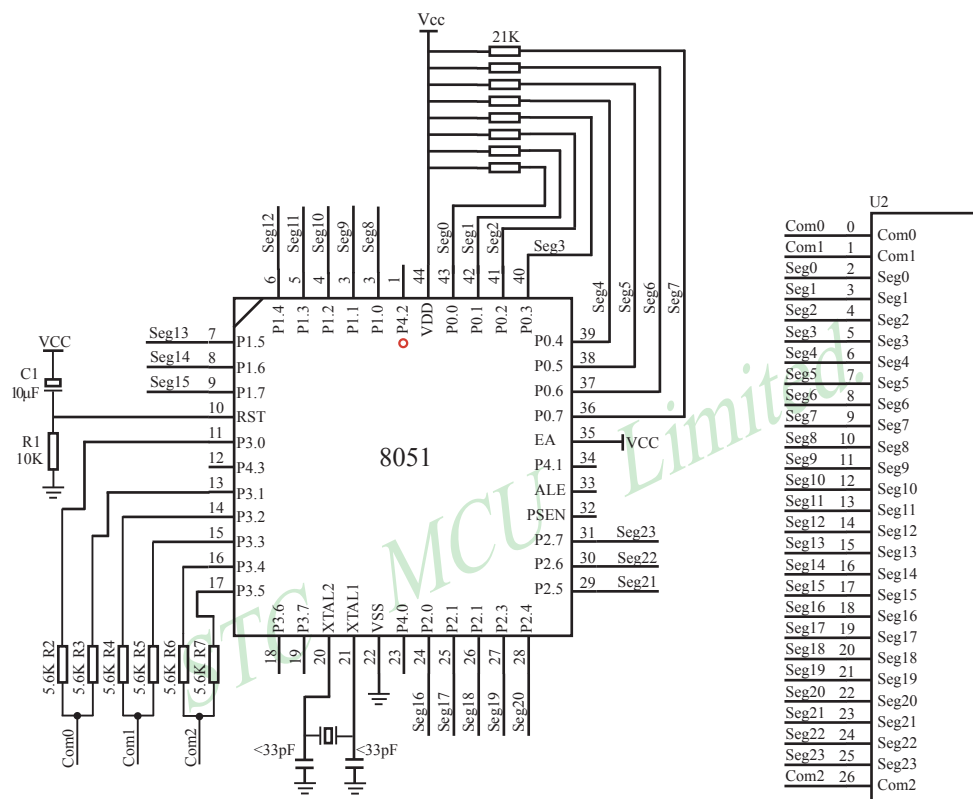 Vcc
21K
Seg12
Seg11
Seg10
Seg9
Seg8
Seg0
Seg1
Seg2
Seg3
Seg4
Seg5
Seg6
Seg7
6
5
4
3
3
1
44
43
42
41
40
P1.4
P1.3
P1.2
P1.1
P1.0
P4.2
VDD
P0.0
P0.1
P0.2
P0.3
Seg13 7 P1.5
Seg14 8 P1.6
Seg15 9 P1.7
10 RST
11 P3.0
12 P4.3
13 P3.1
14 P3.2
15 P3.3
16 P3.4
17 P3.5
VCC
C1
10μF
R1
10K
8051
P0.4 39
P0.5 38
P0.6 37
P0.7 36
EA 35 VCC
P4.1 34
ALE 33
PSEN 32
P2.7 31 Seg23
P2.6 30 Seg22
P2.5 29 Seg21
P3.6
P3.7
XTAL2
XTAL1
VSS
P4.0
P2.0
P2.1
P2.1
P2.3
P2.4
18
19
20
21
22
23
24
25
26
27
28
Seg16
Seg17
Seg18
Seg19
Seg20
5.6K R2
5.6K R3
5.6K R4
5.6K R5
5.6K R6
5.6K R7
Com0
Com1
Com2
<33pF
<33pF
STC MCU Limited.
U2
Com0 0 Com0
Com1 1 Com1
Seg0 2 Seg0
Seg1 3 Seg1
Seg2 4 Seg2
Seg3 5 Seg3
Seg4 6 Seg4
Seg5 7 Seg5
Seg6 8 Seg6
Seg7 9 Seg7
Seg8 10 Seg8
Seg9 11 Seg9
Seg10 12 Seg10
Seg11 13 Seg11
Seg12 14 Seg12
Seg13 15 Seg13
Seg14 16 Seg14
Seg15 17 Seg15
Seg16 18 Seg16
Seg17 19 Seg17
Seg18 20 Seg18
Seg19 21 Seg19
Seg20 22 Seg20
Seg21 23 Seg21
Seg22 24 Seg22
Seg23 25 Seg23
Com2 26 Com2